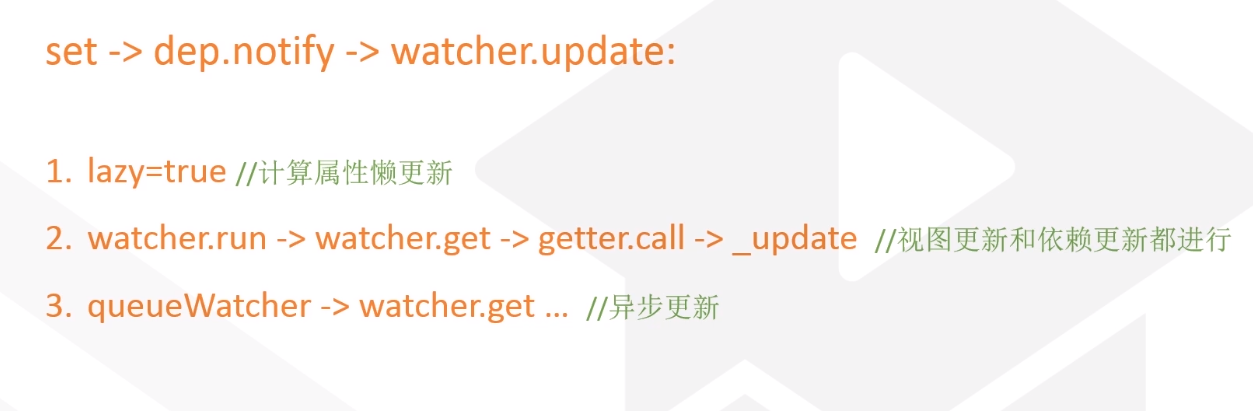 set -> dep.notify -> watcher.update:
1. lazy=true //计算属性懒更新
2. watcher.run -> watcher.get -> getter.call -> _update //视图更新和依赖更新都进行
3. queueWatcher -> watcher.get ... //异步更新